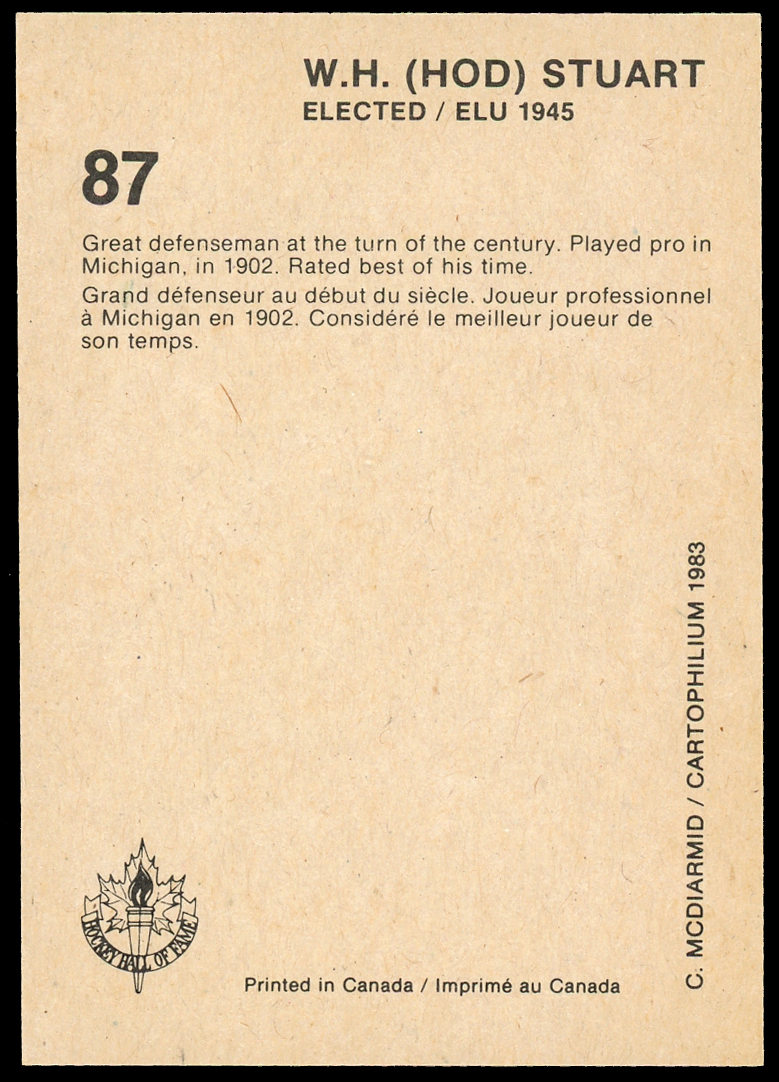 W.H. (HOD) STUART
ELECTED / ELU 1945
87
Great defenseman at the turn of the century. Played pro in
Michigan, in 1902. Rated best of his time.
Grand défenseur au début du siècle. Joueur professionnel
à Michigan en 1902. Considéré le meilleur joueur de
son temps.
C. MCDIARMID / CARTOPHILIUM 1983
HOCKEY HALL OF FAME
Printed in Canada / Imprimé au Canada